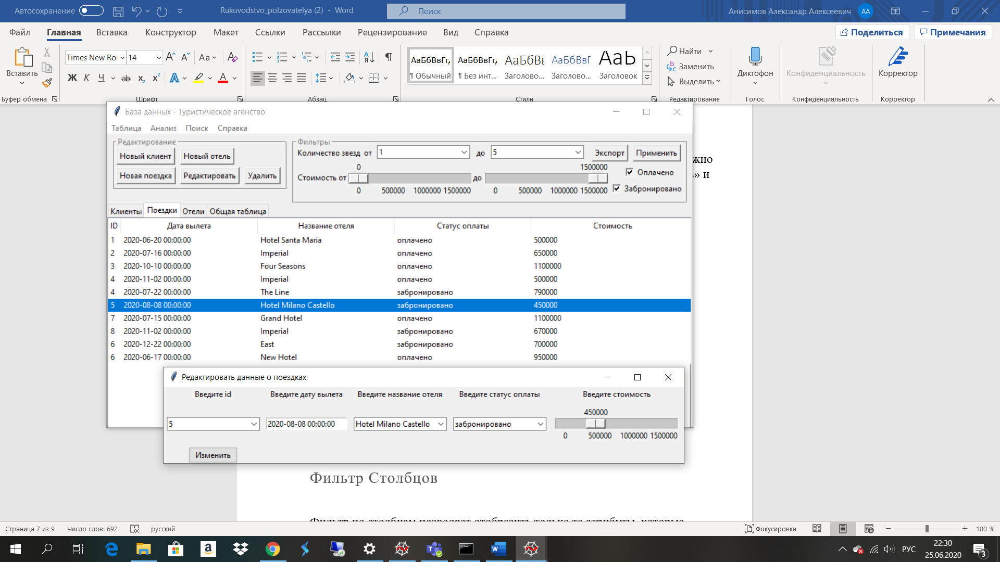 Автосохранение
Rukovodstvo_polzovatelya (2) - Word
Поиск
Анисимов Александр Алексеевич АА
Файл Главная Вставка Конструктор Макет Ссылки Рассылки Рецензирование Вид Справка
Поделиться Примечания
Вставить
Буфер обмена
Times New Ro 14
Aa
Ж К Ч ab x₂ x²
Шрифт
Абзац
АаБбВвГг, АаБбВвГг, АаБбВı АаБбВвГ AaЬ
¶ Обычный ¶ Без инт... Заголово... Заголово... Заголовок
Стили
Найти
Заменить
Выделить
Редактирование
Диктофон
Голос
Конфиденциальность
Конфиденциальность
Корректор
Корректор
База данных - Туристическое агенство
Таблица Анализ Поиск Справка
Редактирование
Новый клиент Новый отель
Новая поездка Редактировать Удалить
Фильтры
Количество звезд от 1 до 5 Экспорт Применить
0 1500000
Стоимость от до
0 500000 1000000 1500000 0 500000 1000000 1500000
Оплачено
Забронировано
жно
» и
Клиенты Поездки Отели Общая таблица
ID Дата вылета Название отеля Статус оплаты Стоимость
1 2020-06-20 00:00:00 Hotel Santa Maria оплачено 500000
2 2020-07-16 00:00:00 Imperial оплачено 650000
3 2020-10-10 00:00:00 Four Seasons оплачено 1100000
4 2020-11-02 00:00:00 Imperial оплачено 500000
4 2020-07-22 00:00:00 The Line забронировано 790000
5 2020-08-08 00:00:00 Hotel Milano Castello забронировано 450000
7 2020-07-15 00:00:00 Grand Hotel оплачено 1100000
8 2020-11-02 00:00:00 Imperial забронировано 670000
6 2020-12-22 00:00:00 East забронировано 700000
6 2020-06-17 00:00:00 New Hotel оплачено 950000
Редактировать данные о поездках
Введите id Введите дату вылета Введите название отеля Введите статус оплаты Введите стоимость
450000
5 2020-08-08 00:00:00 Hotel Milano Castello забронировано
0 500000 1000000 1500000
Изменить
Фильтр Столбцов
Фильтр по столбцам позволяет отобразить только те атрибуты, которые
Страница 7 из 9 Число слов: 692 русский
Фокусировка
100 %
РУС
22:30
25.06.2020
3